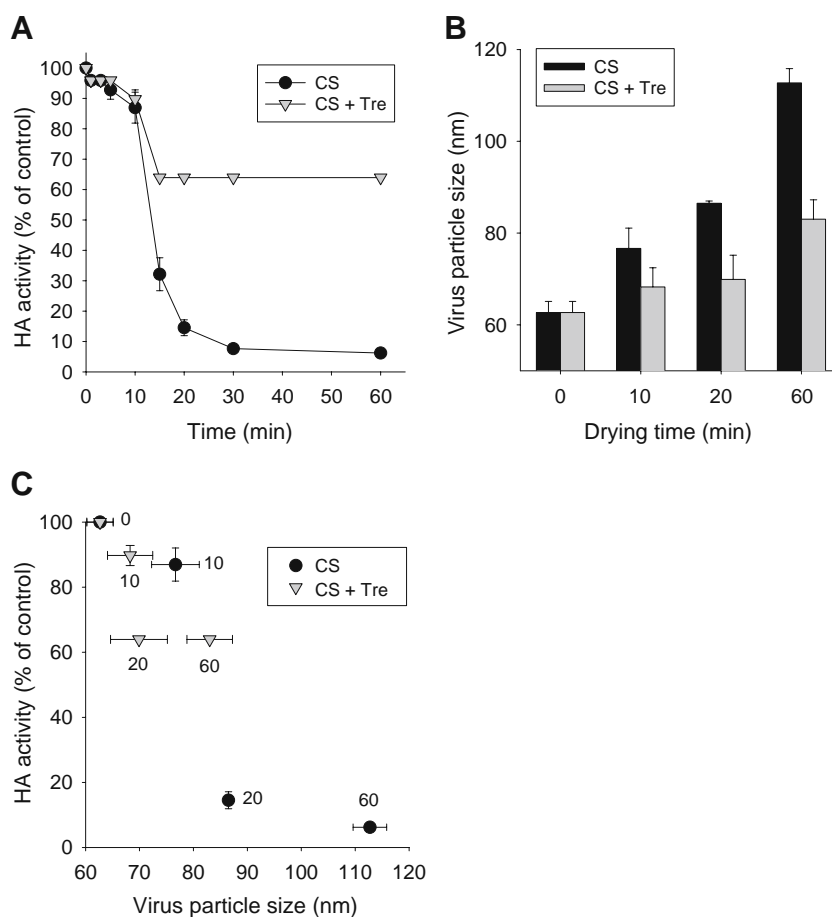 A
100
90
80
70
60
50
40
30
20
10
0
HA activity (% of control)
CS
CS + Tre
0 10 20 30 40 50 60
Time (min)
B
120
100
80
60
Virus particle size (nm)
CS
CS + Tre
0 10 20 60
Drying time (min)
C
100
80
60
40
20
0
HA activity (% of control)
0
10
10
20
60
20
60
CS
CS + Tre
60 70 80 90 100 110 120
Virus particle size (nm)